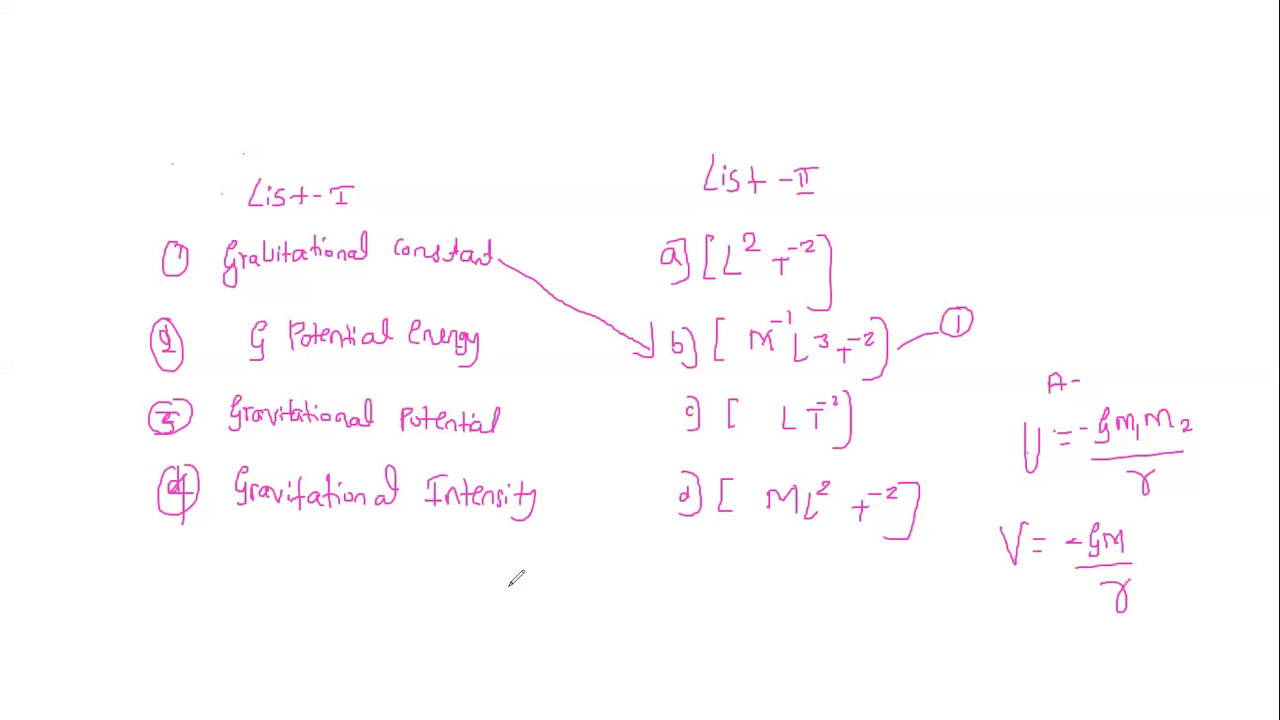 List-I
List-II
① Grabitational constant
a) [L² T⁻²]
② G Potential Energy
b) [M⁻¹ L³ T⁻²] ①
③ Gravitational Potential
c) [L T⁻²]
④ Gravitational Intensity
d) [M L² T⁻²]
A-
U = -Gm₁m₂/r
V = -Gm/r